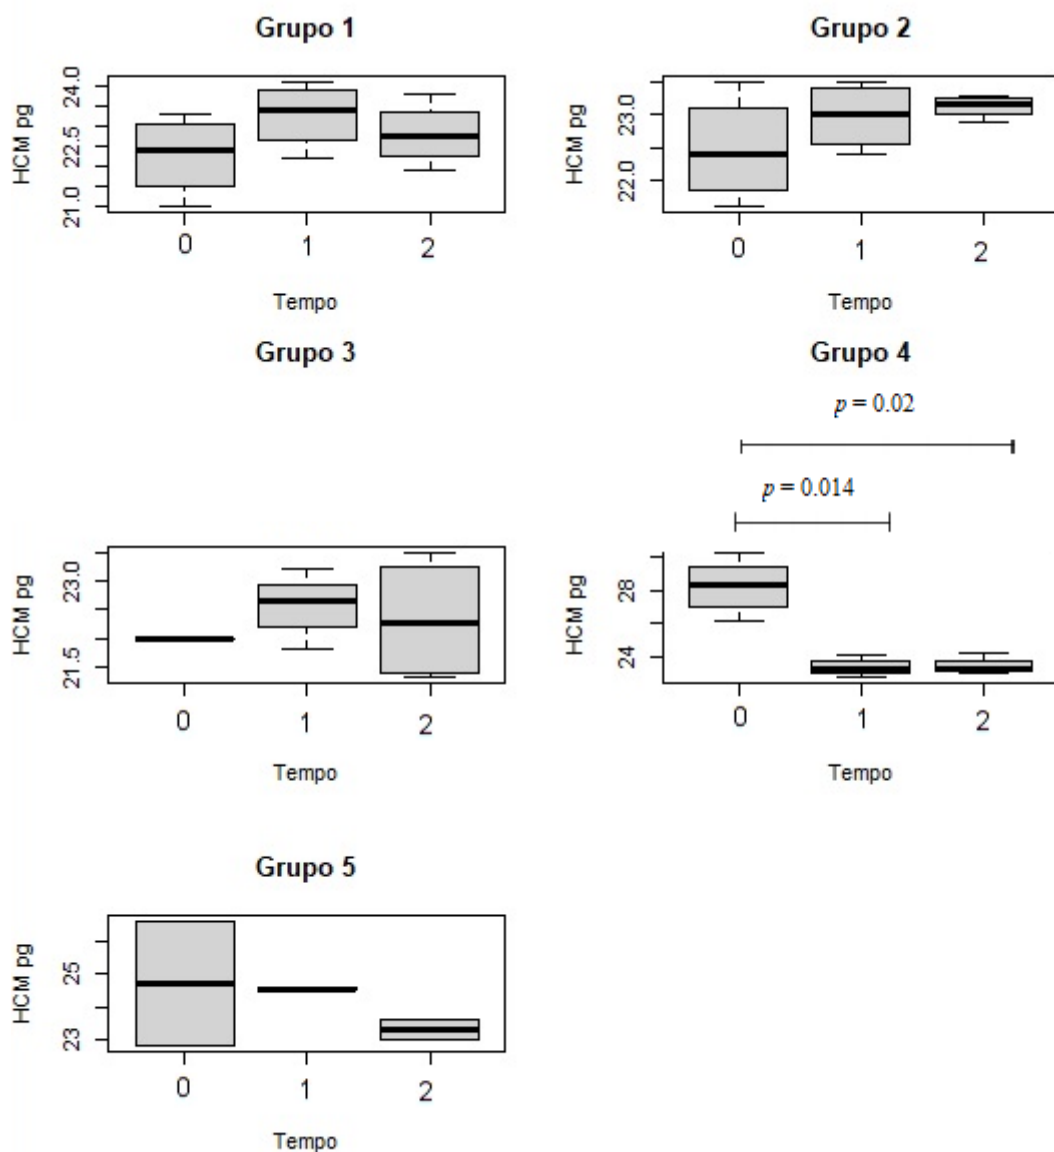 Grupo 1
HCM pg
24.0
22.5
21.0
0 1 2
Tempo
Grupo 2
HCM pg
23.0
22.0
0 1 2
Tempo
Grupo 3
HCM pg
23.0
21.5
0 1 2
Tempo
Grupo 4
p = 0.02
p = 0.014
HCM pg
28
24
0 1 2
Tempo
Grupo 5
HCM pg
25
23
0 1 2
Tempo